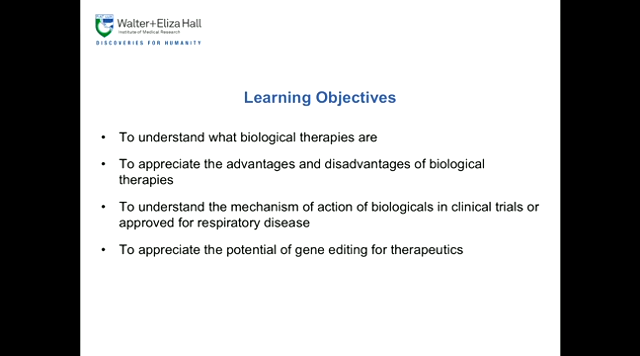 Walter+Eliza Hall
Institute of Medical Research
DISCOVERIES FOR HUMANITY
Learning Objectives
• To understand what biological therapies are
• To appreciate the advantages and disadvantages of biological
therapies
• To understand the mechanism of action of biologicals in clinical trials or
approved for respiratory disease
• To appreciate the potential of gene editing for therapeutics